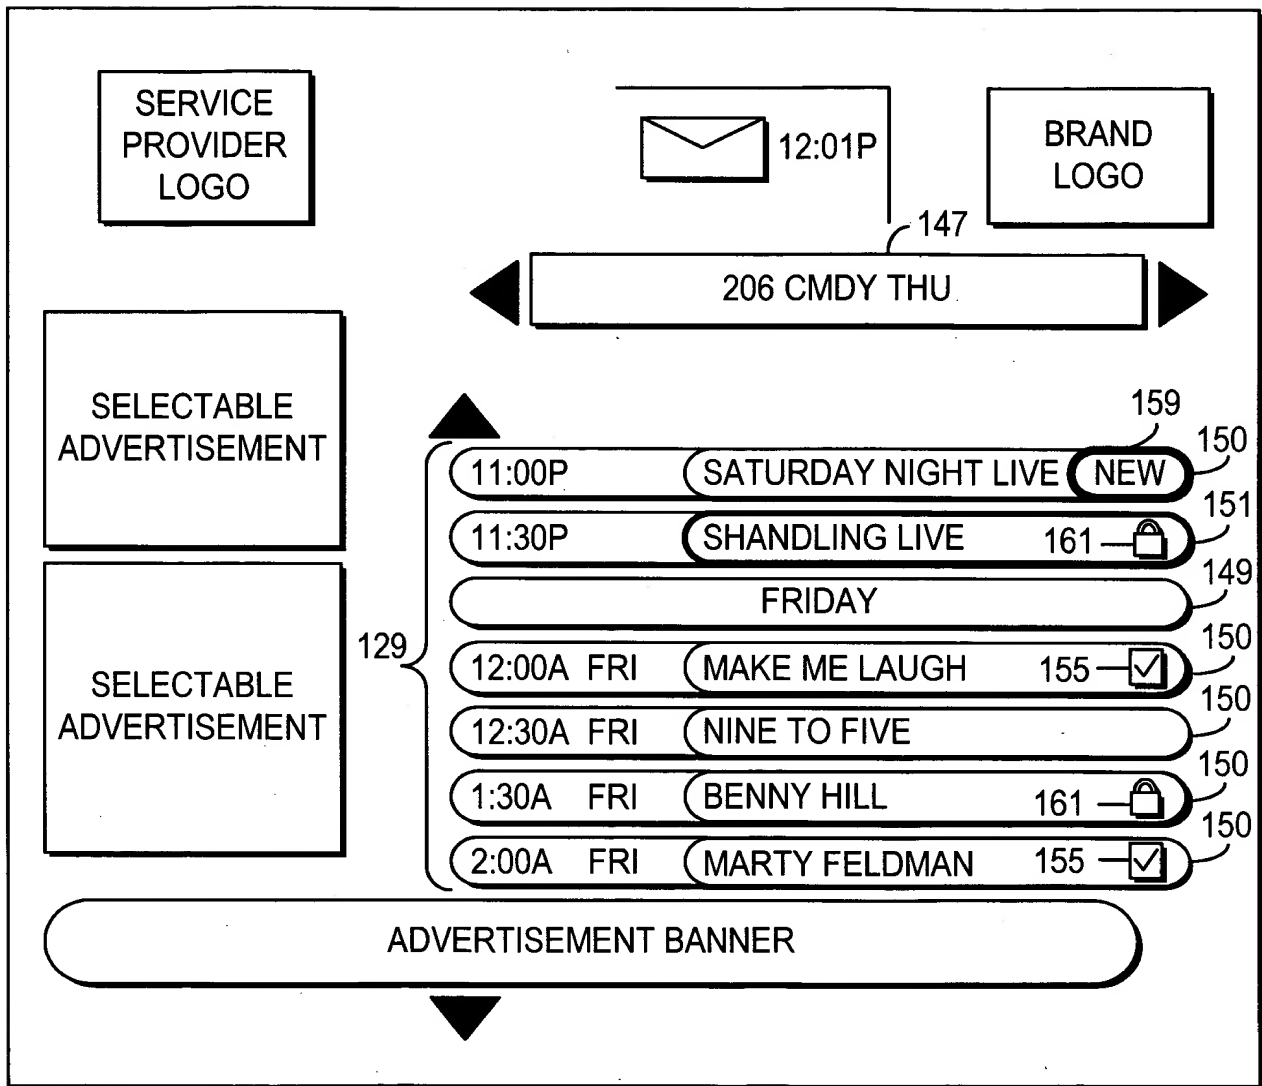 SERVICE
PROVIDER
LOGO
12:01P
BRAND
LOGO
147
206 CMDY THU
SELECTABLE
ADVERTISEMENT
159
11:00P SATURDAY NIGHT LIVE NEW 150
11:30P SHANDLING LIVE 161 151
FRIDAY 149
129
12:00A FRI MAKE ME LAUGH 155 150
SELECTABLE
ADVERTISEMENT
12:30A FRI NINE TO FIVE 150
1:30A FRI BENNY HILL 161 150
2:00A FRI MARTY FELDMAN 155 150
ADVERTISEMENT BANNER